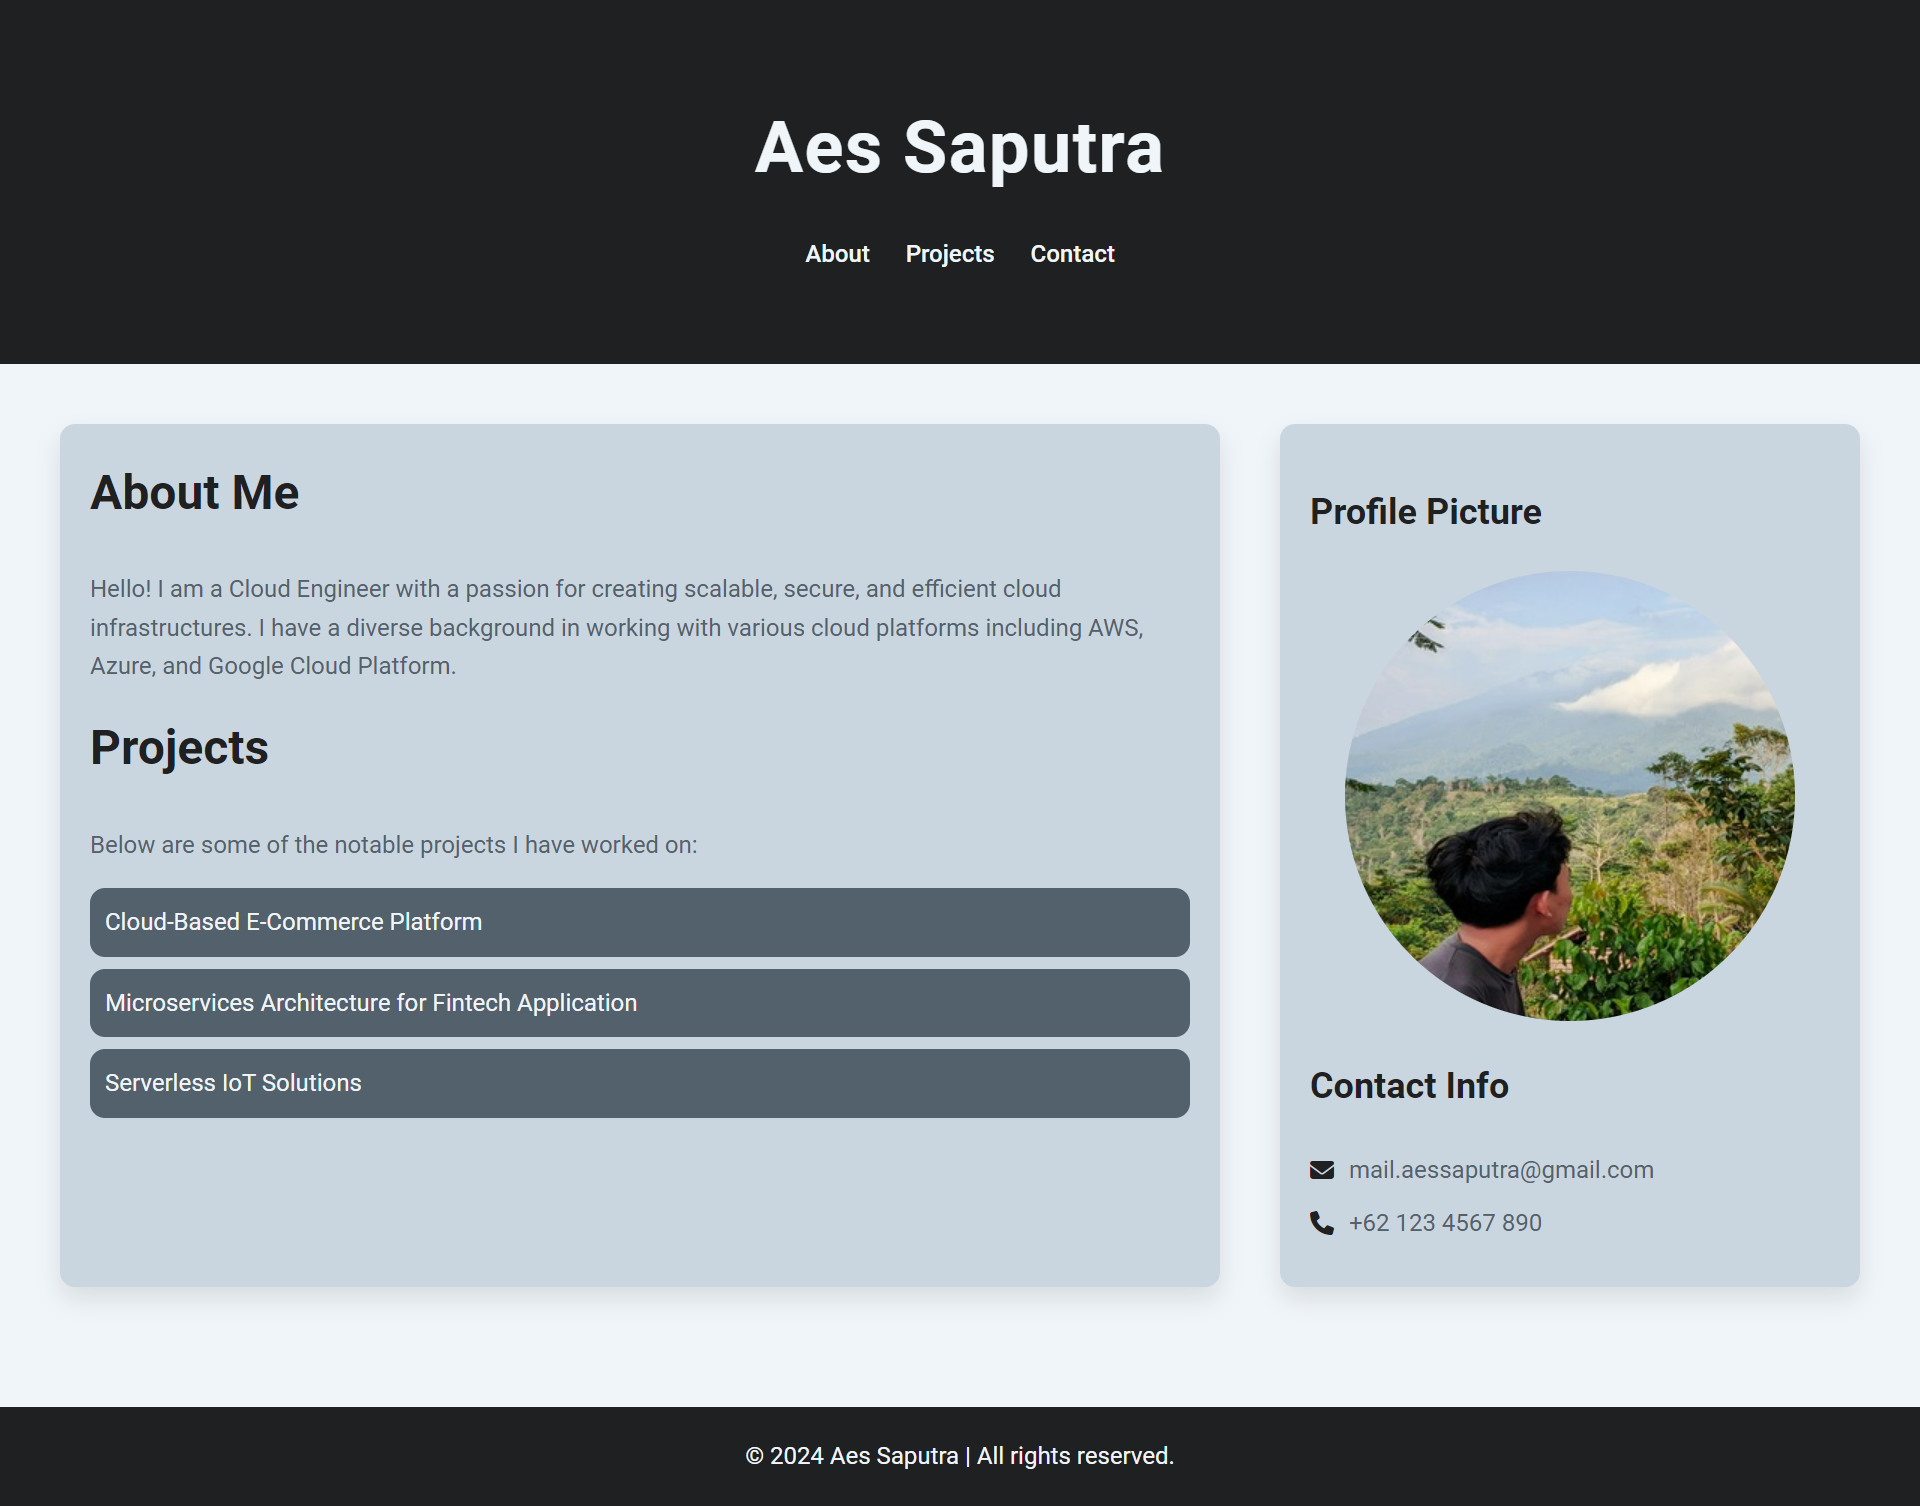 Aes Saputra
About Projects Contact
About Me
Hello! I am a Cloud Engineer with a passion for creating scalable, secure, and efficient cloud
infrastructures. I have a diverse background in working with various cloud platforms including AWS,
Azure, and Google Cloud Platform.
Projects
Below are some of the notable projects I have worked on:
Cloud-Based E-Commerce Platform
Microservices Architecture for Fintech Application
Serverless IoT Solutions
Profile Picture
Contact Info
mail.aessaputra@gmail.com
+62 123 4567 890
© 2024 Aes Saputra | All rights reserved.